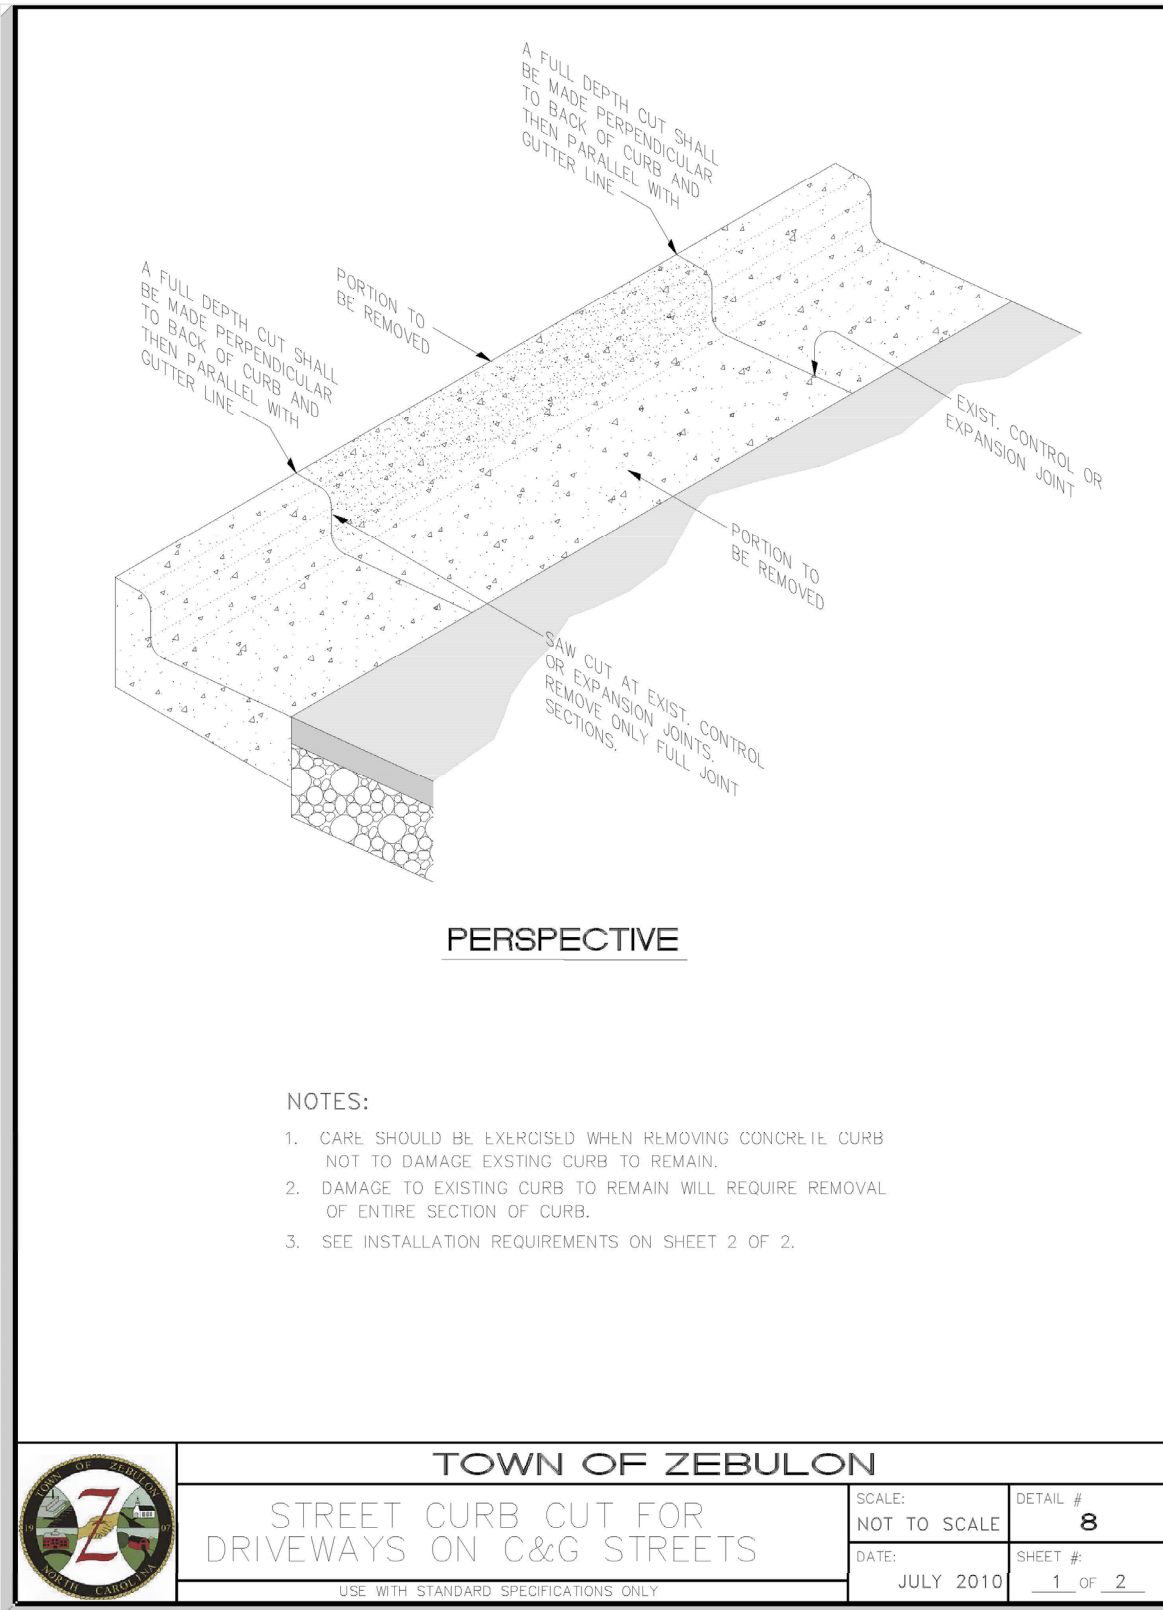 A FULL DEPTH CUT SHALL
BE MADE PERPENDICULAR
TO BACK OF CURB AND
THEN PARALLEL WITH
GUTTER LINE
PORTION TO
BE REMOVED
A FULL DEPTH CUT SHALL
BE MADE PERPENDICULAR
TO BACK OF CURB AND
THEN PARALLEL WITH
GUTTER LINE
EXIST. CONTROL OR
EXPANSION JOINT
PORTION TO
BE REMOVED
SAW CUT AT EXIST. CONTROL
OR EXPANSION JOINTS.
REMOVE ONLY FULL JOINT
SECTIONS.
PERSPECTIVE
NOTES:
1. CARE SHOULD BE EXERCISED WHEN REMOVING CONCRETE CURB
NOT TO DAMAGE EXSTING CURB TO REMAIN.
2. DAMAGE TO EXISTING CURB TO REMAIN WILL REQUIRE REMOVAL
OF ENTIRE SECTION OF CURB.
3. SEE INSTALLATION REQUIREMENTS ON SHEET 2 OF 2.
TOWN OF ZEBULON
Z
19 07
NORTH CAROLINA
TOWN OF ZEBULON
STREET CURB CUT FOR
DRIVEWAYS ON C&G STREETS
USE WITH STANDARD SPECIFICATIONS ONLY
SCALE:
NOT TO SCALE
DETAIL #
8
DATE:
JULY 2010
SHEET #:
1 OF 2